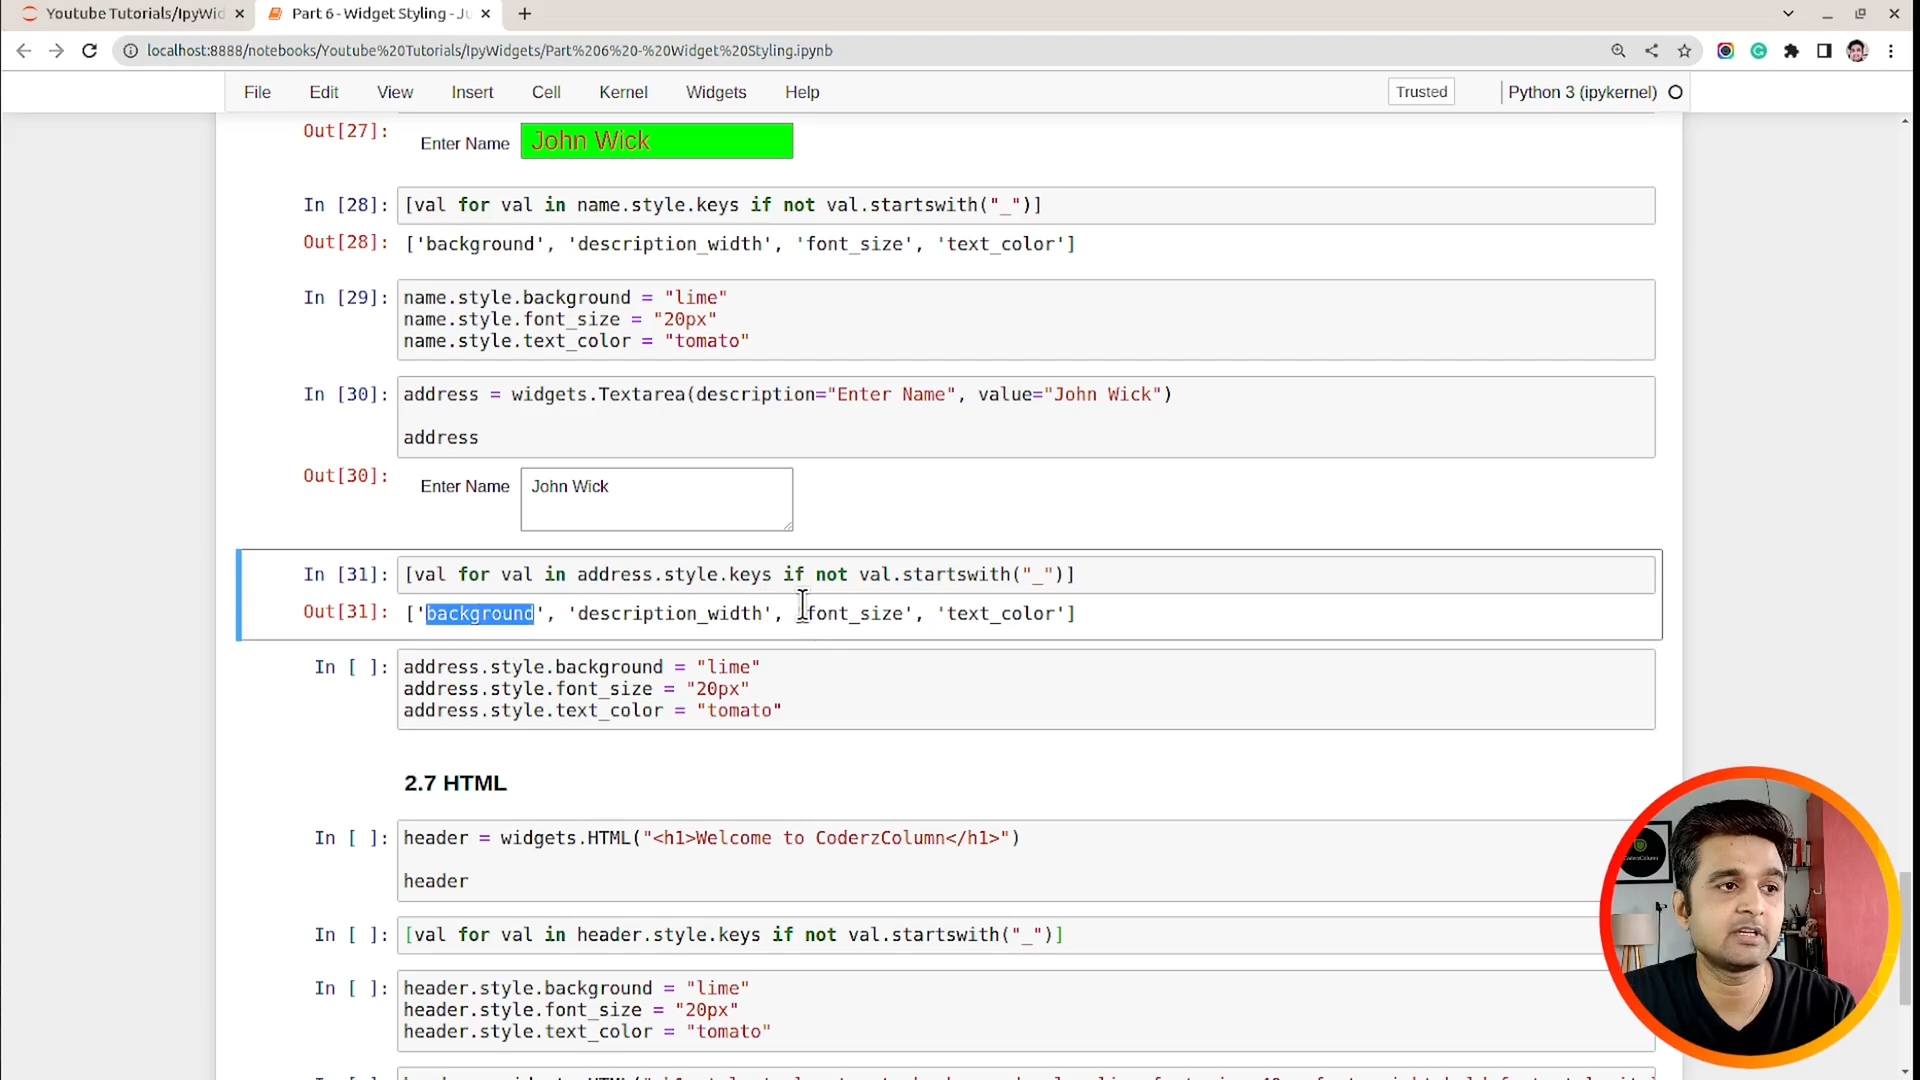 Youtube Tutorials/IpyWid
Part 6 - Widget Styling - Ju
localhost:8888/notebooks/Youtube%20Tutorials/IpyWidgets/Part%206%20-%20Widget%20Styling.ipynb
File Edit View Insert Cell Kernel Widgets Help
Trusted Python 3 (ipykernel)
Out[27]:
Enter Name John Wick
In [28]: [val for val in name.style.keys if not val.startswith("_")]
Out[28]: ['background', 'description_width', 'font_size', 'text_color']
In [29]: name.style.background = "lime"
name.style.font_size = "20px"
name.style.text_color = "tomato"
In [30]: address = widgets.Textarea(description="Enter Name", value="John Wick")
address
Out[30]:
Enter Name John Wick
In [31]: [val for val in address.style.keys if not val.startswith("_")]
Out[31]: ['background', 'description_width', 'font_size', 'text_color']
In [ ]: address.style.background = "lime"
address.style.font_size = "20px"
address.style.text_color = "tomato"
2.7 HTML
In [ ]: header = widgets.HTML("<h1>Welcome to CoderzColumn</h1>")
header
In [ ]: [val for val in header.style.keys if not val.startswith("_")]
In [ ]: header.style.background = "lime"
header.style.font_size = "20px"
header.style.text_color = "tomato"
CoderzColumn